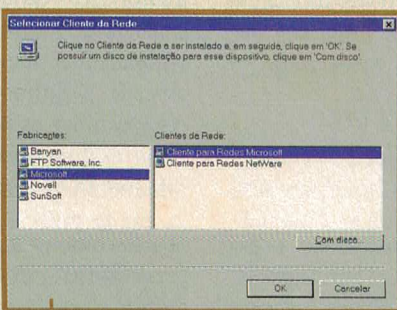 Selecionar Cliente da Rede
Clique no Cliente da Rede a ser instalado e, em seguida, clique em 'OK'. Se
possuir um disco de instalação para esse dispositivo, clique em 'Com disco'.
Fabricantes:
Banyan
FTP Software, Inc.
Microsoft
Novell
SunSoft
Clientes da Rede:
Cliente para Redes Microsoft
Cliente para Redes NetWare
Com disco...
OK
Cancelar